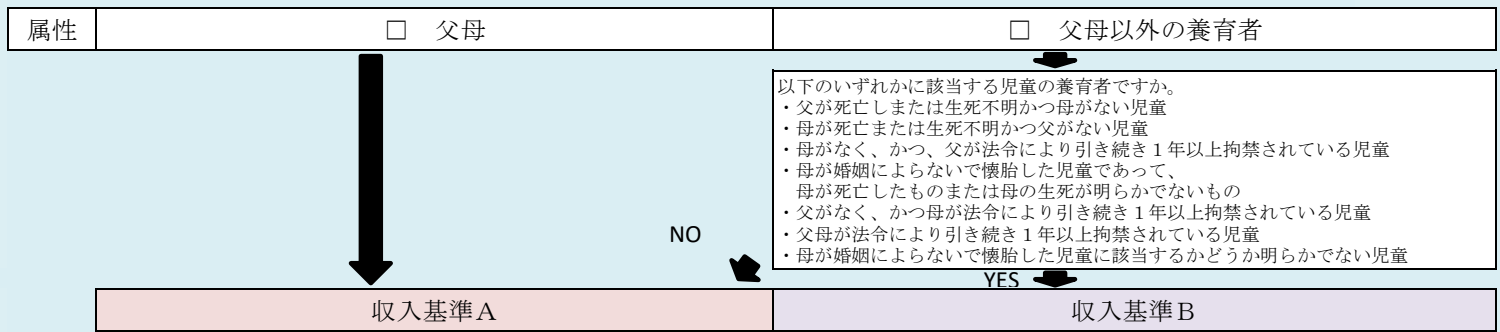 属性
□　父母
□　父母以外の養育者
以下のいずれかに該当する児童の養育者ですか。
・父が死亡しまたは生死不明かつ母がない児童
・母が死亡または生死不明かつ父がない児童
・母がなく、かつ、父が法令により引き続き１年以上拘禁されている児童
・母が婚姻によらないで懐胎した児童であって、
母が死亡したものまたは母の生死が明らかでないもの
・父がなく、かつ母が法令により引き続き１年以上拘禁されている児童
・父母が法令により引き続き１年以上拘禁されている児童
・母が婚姻によらないで懐胎した児童に該当するかどうか明らかでない児童
NO
YES
収入基準Ａ
収入基準Ｂ